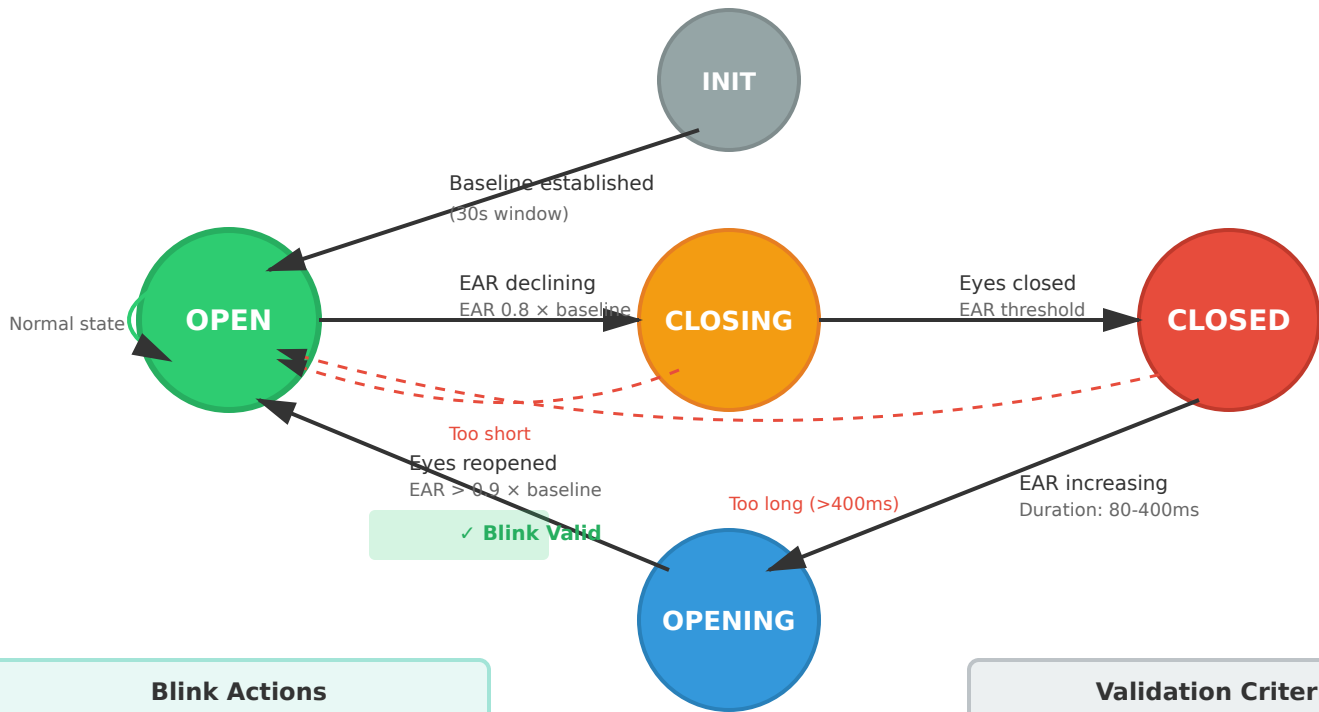 INIT
Baseline established
(30s window)
EAR declining
EAR 0.8 × baseline
Eyes closed
EAR threshold
Normal state
OPEN
CLOSING
CLOSED
Too short
Eyes reopened
EAR > 0.9 × baseline
✓ Blink Valid
Too long (>400ms)
EAR increasing
Duration: 80-400ms
OPENING
Blink Actions
Validation Criter